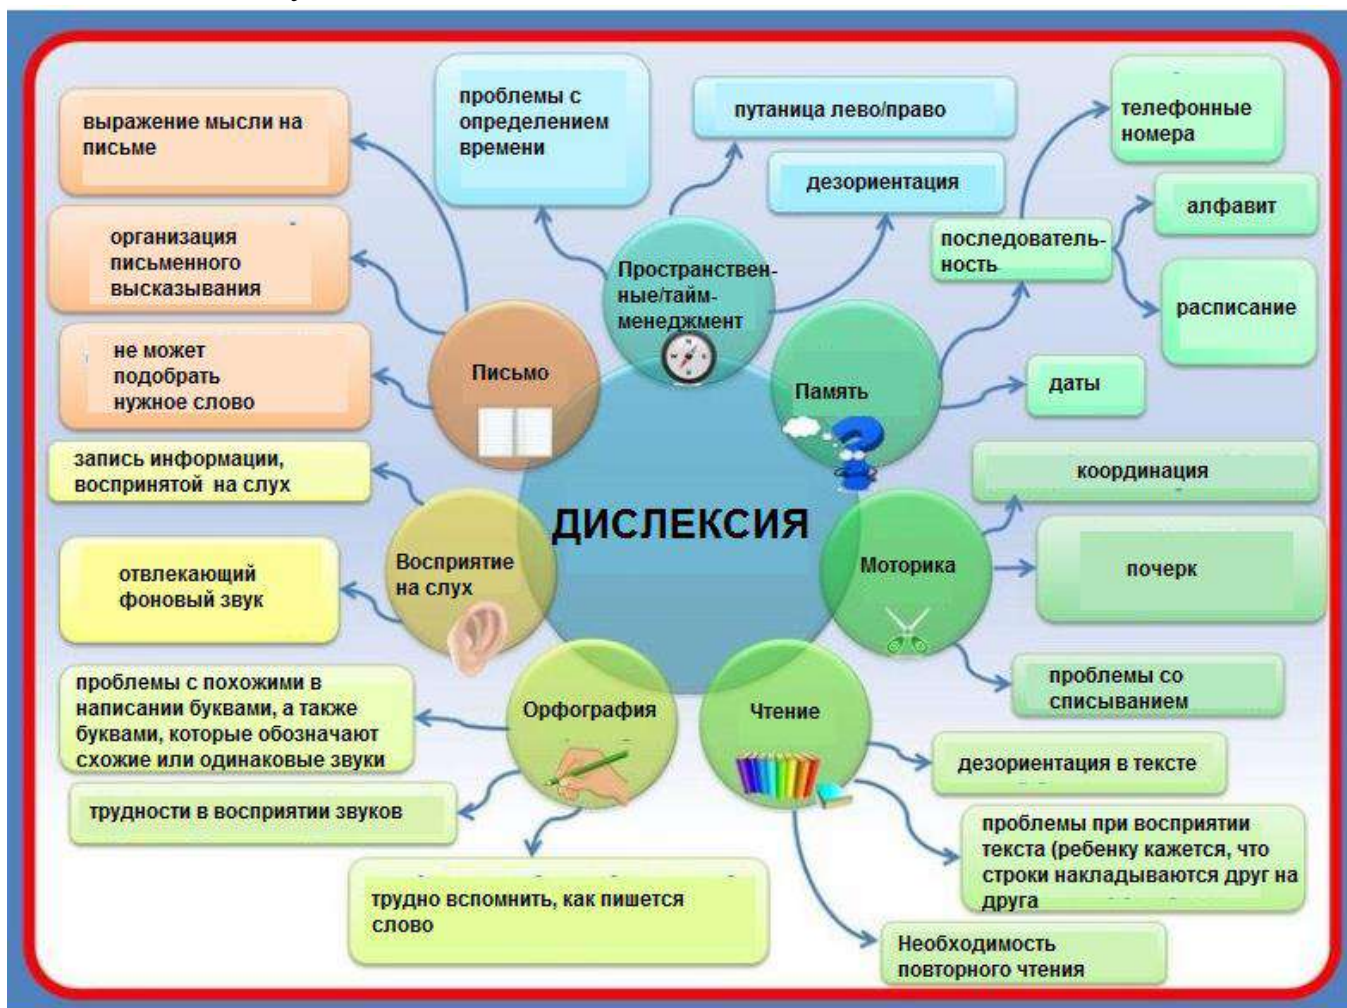 выражение мысли на
письме
организация
письменного
высказывания
не может
подобрать
нужное слово
Письмо
проблемы с
определением
времени
путаница лево/право
дезориентация
Пространствен-
ные/тайм-
менеджмент
телефонные
номера
алфавит
расписание
последователь-
ность
даты
Память
ДИСЛЕКСИЯ
запись информации,
воспринятой на слух
отвлекающий
фоновый звук
Восприятие
на слух
координация
почерк
проблемы со
списыванием
Моторика
проблемы с похожими в
написании буквами, а также
буквами, которые обозначают
схожие или одинаковые звуки
трудности в восприятии звуков
трудно вспомнить, как пишется
слово
Орфография
Чтение
дезориентация в тексте
проблемы при восприятии
текста (ребенку кажется, что
строки накладываются друг на
друга
Необходимость
повторного чтения